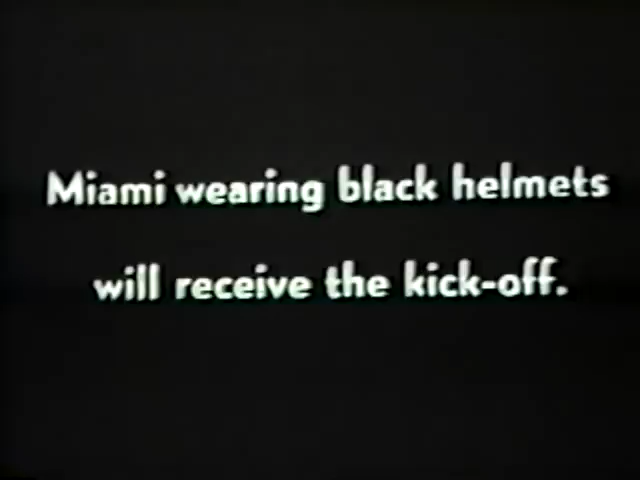 Miami wearing black helmets
will receive the kick-off.